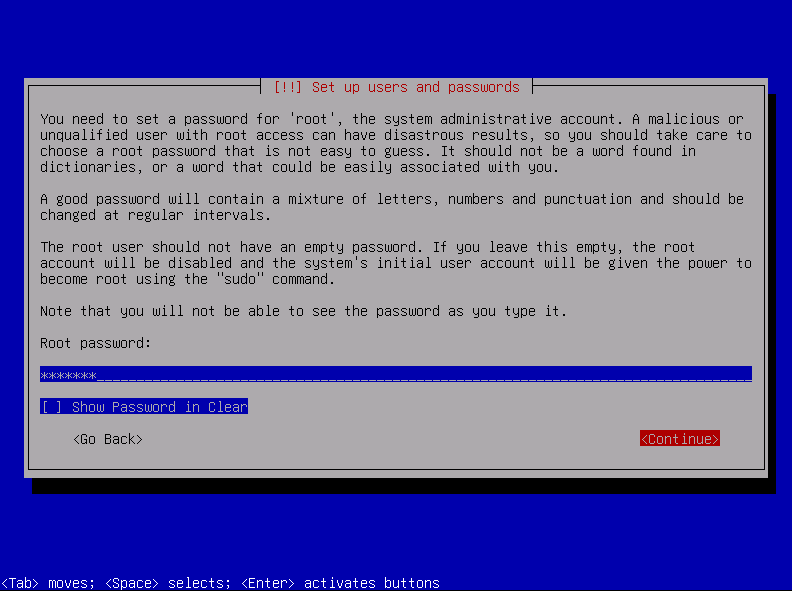 [!!] Set up users and passwords
You need to set a password for 'root', the system administrative account. A malicious or
unqualified user with root access can have disastrous results, so you should take care to
choose a root password that is not easy to guess. It should not be a word found in
dictionaries, or a word that could be easily associated with you.
A good password will contain a mixture of letters, numbers and punctuation and should be
changed at regular intervals.
The root user should not have an empty password. If you leave this empty, the root
account will be disabled and the system's initial user account will be given the power to
become root using the "sudo" command.
Note that you will not be able to see the password as you type it.
Root password:
*******
[ ] Show Password in Clear
<Go Back> <Continue>
<Tab> moves; <Space> selects; <Enter> activates buttons